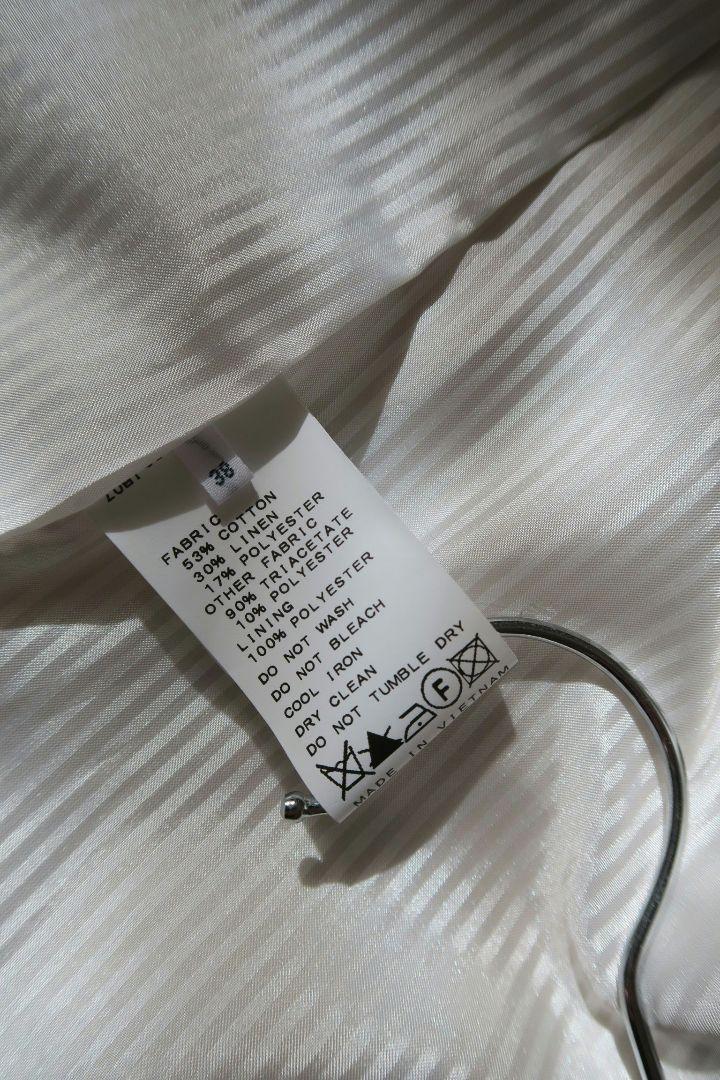 38
FABRIC
53% COTTON
30% LINEN
17% POLYESTER
OTHER FABRIC
90% TRIACETATE
10% POLYESTER
LINING
100% POLYESTER
DO NOT WASH
DO NOT BLEACH
COOL IRON
DRY CLEAN
DO NOT TUMBLE DRY
F
MADE IN VIETNAM